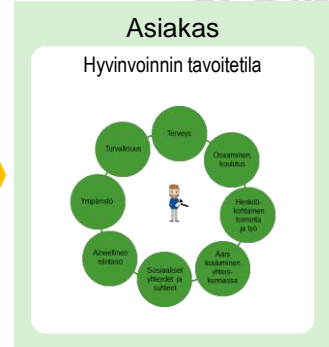 Asiakas
Hyvinvoinnin tavoitetila
Terveys
Osaaminen,
koulutus
Henkilö-
kohtainen
toiminta
ja työ
Ääni
kuuluminen
yhteis-
kunnassa
Sosiaaliset
yhteydet ja
suhteet
Aineellinen
elintaso
Ympäristö
Turvallisuus